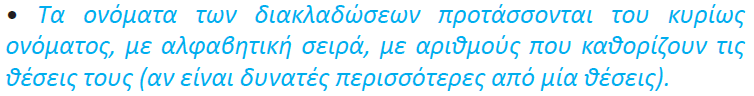 • Τα ονόματα των διακλαδώσεων προτάσσονται του κυρίως
ονόματος, με αλφαβητική σειρά, με αριθμούς που καθορίζουν τις
θέσεις τους (αν είναι δυνατές περισσότερες από μία θέσεις).